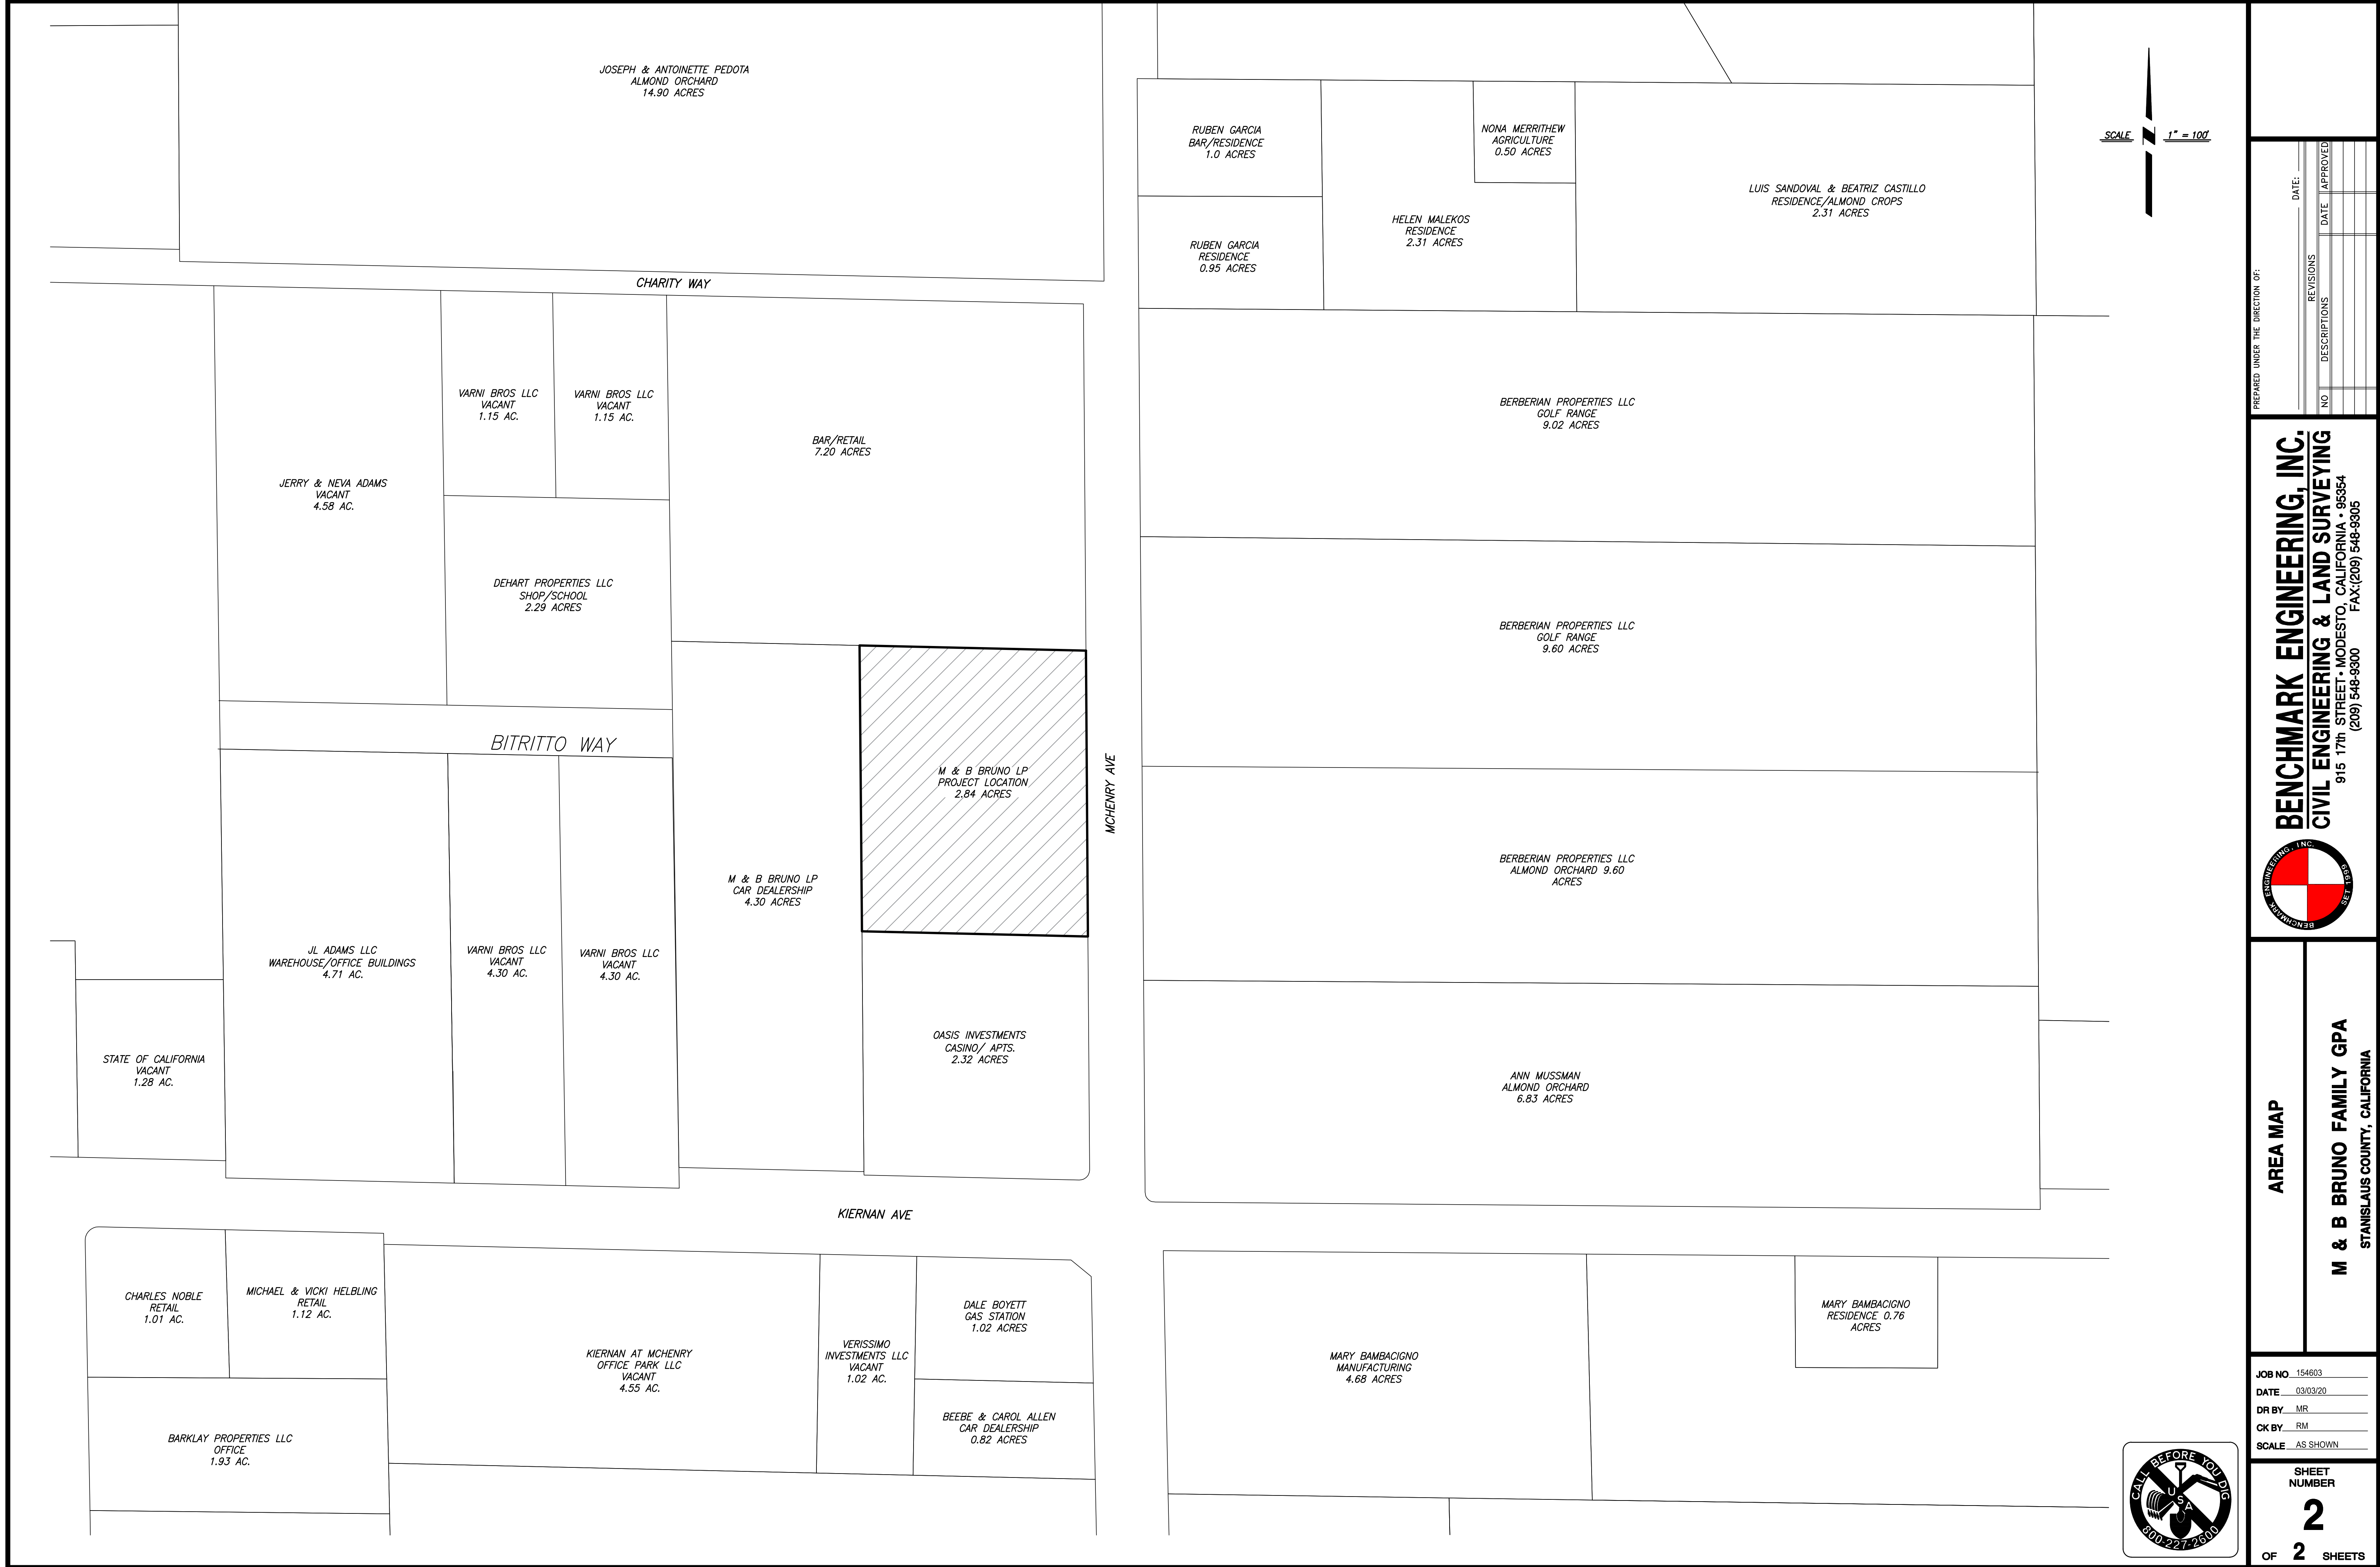 JOSEPH & ANTOINETTE PEDOTA
ALMOND ORCHARD
14.90 ACRES
RUBEN GARCIA
BAR/RESIDENCE
1.0 ACRES
NONA MERRITHEW
AGRICULTURE
0.50 ACRES
SCALE
1" = 100'
LUIS SANDOVAL & BEATRIZ CASTILLO
RESIDENCE/ALMOND CROPS
2.31 ACRES
HELEN MALEKOS
RESIDENCE
2.31 ACRES
RUBEN GARCIA
RESIDENCE
0.95 ACRES
CHARITY WAY
VARNI BROS LLC
VACANT
1.15 AC.
VARNI BROS LLC
VACANT
1.15 AC.
BAR/RETAIL
7.20 ACRES
BERBERIAN PROPERTIES LLC
GOLF RANGE
9.02 ACRES
JERRY & NEVA ADAMS
VACANT
4.58 AC.
DEHART PROPERTIES LLC
SHOP/SCHOOL
2.29 ACRES
BERBERIAN PROPERTIES LLC
GOLF RANGE
9.60 ACRES
BITRITTO WAY
M & B BRUNO LP
PROJECT LOCATION
2.84 ACRES
MCHENRY AVE
BERBERIAN PROPERTIES LLC
ALMOND ORCHARD 9.60
ACRES
M & B BRUNO LP
CAR DEALERSHIP
4.30 ACRES
JL ADAMS LLC
WAREHOUSE/OFFICE BUILDINGS
4.71 AC.
VARNI BROS LLC
VACANT
4.30 AC.
VARNI BROS LLC
VACANT
4.30 AC.
OASIS INVESTMENTS
CASINO/ APTS.
2.32 ACRES
STATE OF CALIFORNIA
VACANT
1.28 AC.
ANN MUSSMAN
ALMOND ORCHARD
6.83 ACRES
KIERNAN AVE
CHARLES NOBLE
RETAIL
1.01 AC.
MICHAEL & VICKI HELBLING
RETAIL
1.12 AC.
KIERNAN AT MCHENRY
OFFICE PARK LLC
VACANT
4.55 AC.
VERISSIMO
INVESTMENTS LLC
VACANT
1.02 AC.
DALE BOYETT
GAS STATION
1.02 ACRES
BEEBE & CAROL ALLEN
CAR DEALERSHIP
0.82 ACRES
BARKLAY PROPERTIES LLC
OFFICE
1.93 AC.
MARY BAMBACIGNO
MANUFACTURING
4.68 ACRES
MARY BAMBACIGNO
RESIDENCE 0.76
ACRES
CALL BEFORE YOU DIG
USA
800-227-2600
PREPARED UNDER THE DIRECTION OF:
DATE:
REVISIONS
NO DESCRIPTIONS DATE APPROVED
BENCHMARK ENGINEERING, INC.
CIVIL ENGINEERING & LAND SURVEYING
915 17th STREET • MODESTO, CALIFORNIA • 95354
(209) 548-9300 FAX:(209) 548-9305
BENCHMARK ENGINEERING, INC.
SET 1999
AREA MAP
M & B BRUNO FAMILY GPA
STANISLAUS COUNTY, CALIFORNIA
JOB NO 154603
DATE 03/03/20
DR BY MR
CK BY RM
SCALE AS SHOWN
SHEET
NUMBER
2
OF 2 SHEETS